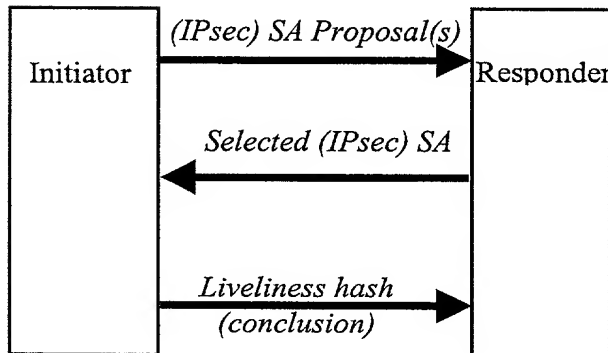 (IPsec) SA Proposal(s)
Initiator
Responder
Selected (IPsec) SA
Liveliness hash
(conclusion)